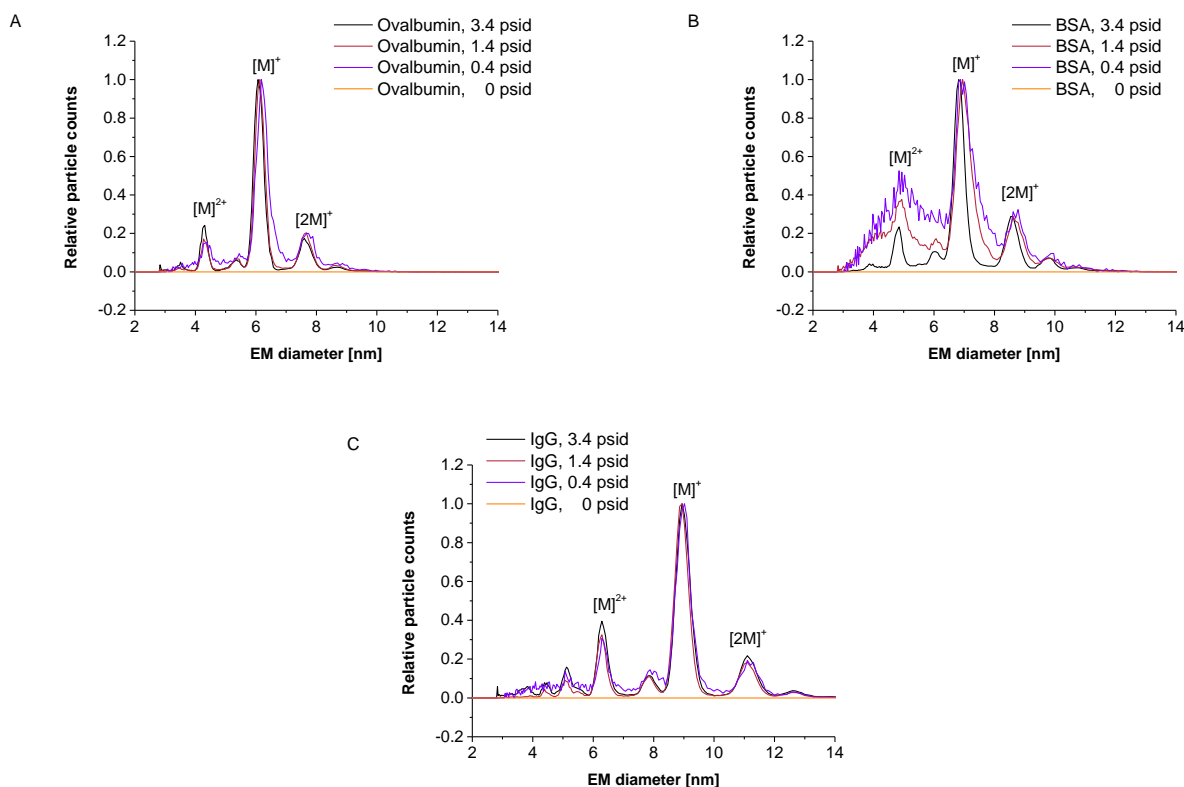 A
Ovalbumin, 3.4 psid
Ovalbumin, 1.4 psid
Ovalbumin, 0.4 psid
Ovalbumin, 0 psid
1.2
1.0
0.8
0.6
0.4
0.2
0.0
-0.2
Relative particle counts
[M]2+
[M]+
[2M]+
2 4 6 8 10 12 14
EM diameter [nm]
B
BSA, 3.4 psid
BSA, 1.4 psid
BSA, 0.4 psid
BSA, 0 psid
1.2
1.0
0.8
0.6
0.4
0.2
0.0
-0.2
Relative particle counts
[M]2+
[M]+
[2M]+
2 4 6 8 10 12 14
EM diameter [nm]
C
IgG, 3.4 psid
IgG, 1.4 psid
IgG, 0.4 psid
IgG, 0 psid
1.2
1.0
0.8
0.6
0.4
0.2
0.0
-0.2
Relative particle counts
[M]2+
[M]+
[2M]+
2 4 6 8 10 12 14
EM diameter [nm]